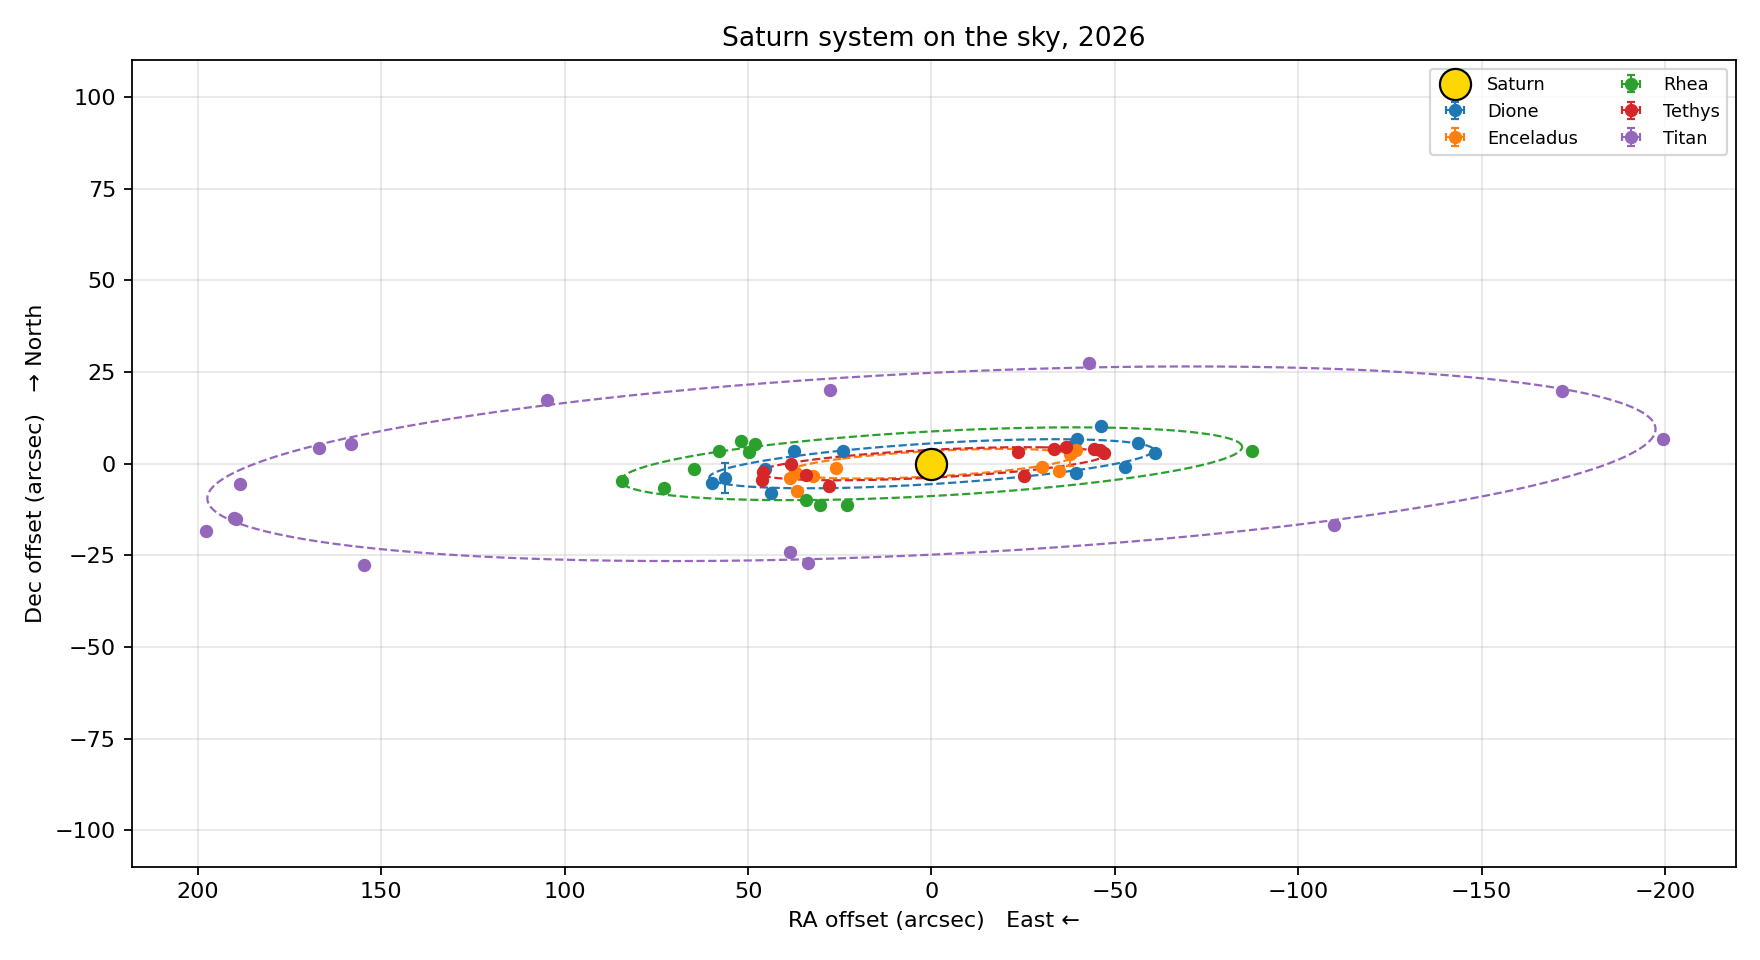 Saturn system on the sky, 2026
Saturn
Dione
Enceladus
Rhea
Tethys
Titan
100
75
50
25
0
−25
−50
−75
−100
Dec offset (arcsec) → North
200
150
100
50
0
−50
−100
−150
−200
RA offset (arcsec) East ←